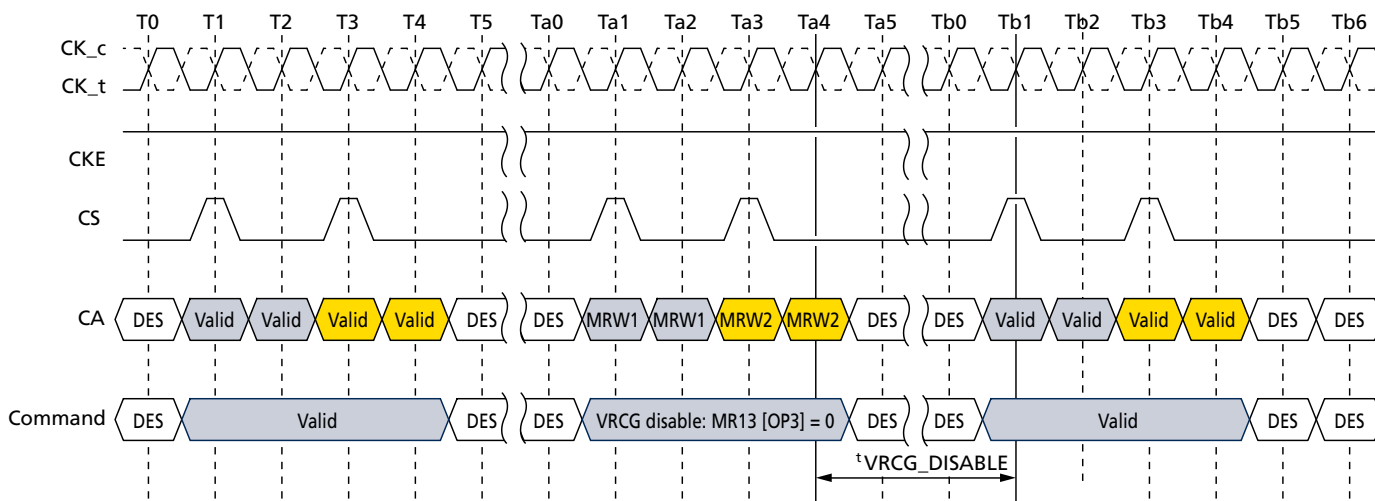 T0 T1 T2 T3 T4 T5 Ta0 Ta1 Ta2 Ta3 Ta4 Ta5 Tb0 Tb1 Tb2 Tb3 Tb4 Tb5 Tb6
CK_c
CK_t
CKE
CS
CA DES Valid Valid Valid Valid DES DES MRW1 MRW1 MRW2 MRW2 DES DES Valid Valid Valid Valid DES DES
Command DES Valid DES DES VRCG disable: MR13 [OP3] = 0 DES DES Valid DES DES
tVRCG_DISABLE